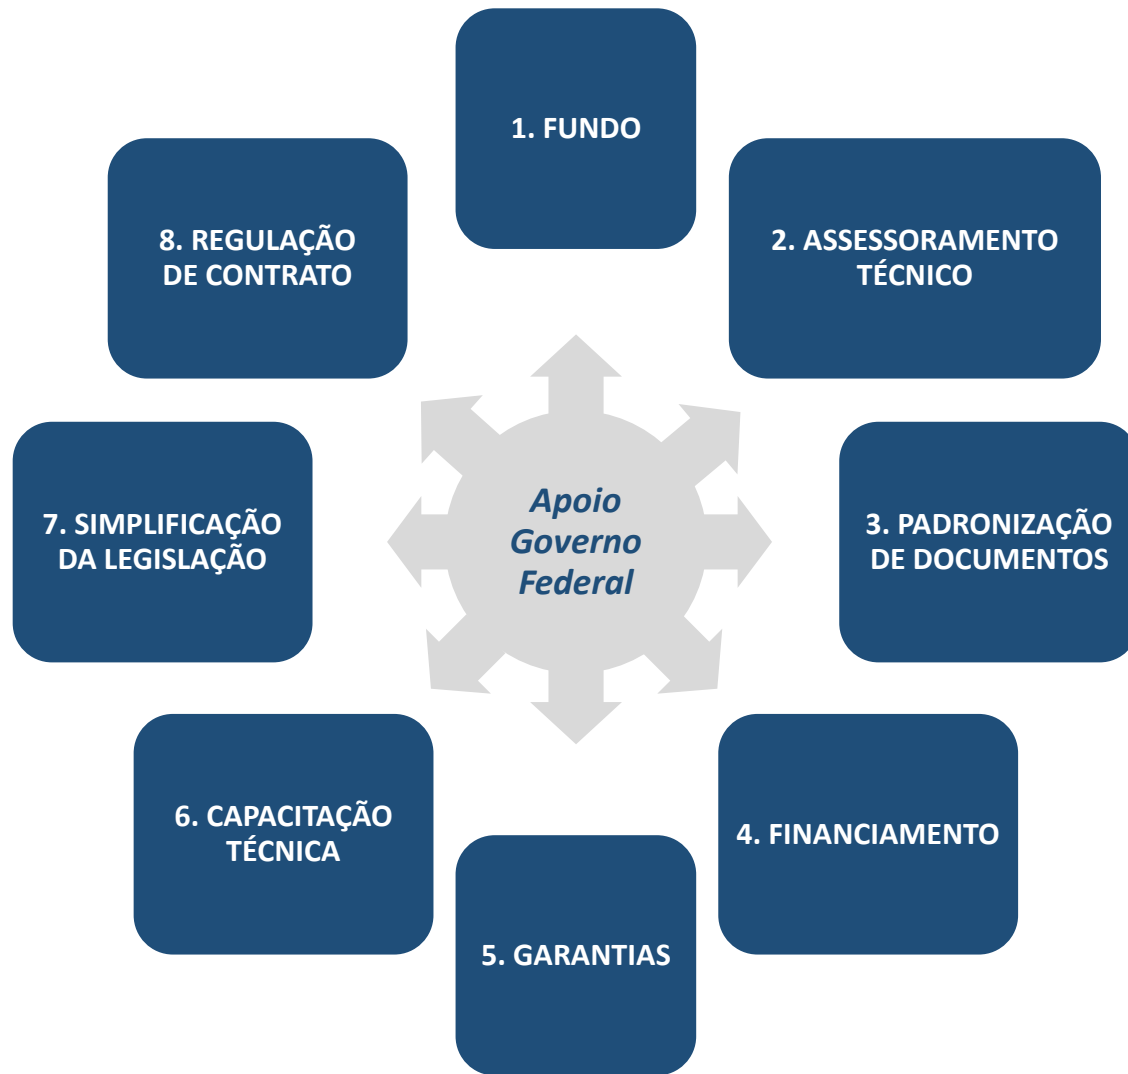 1. FUNDO
2. ASSESSORAMENTO
TÉCNICO
3. PADRONIZAÇÃO
DE DOCUMENTOS
4. FINANCIAMENTO
5. GARANTIAS
6. CAPACITAÇÃO
TÉCNICA
7. SIMPLIFICAÇÃO
DA LEGISLAÇÃO
8. REGULAÇÃO
DE CONTRATO
Apoio
Governo
Federal